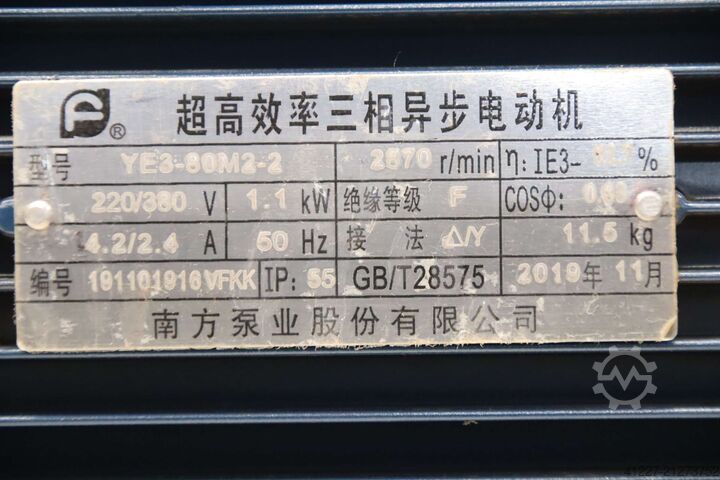 ® 超高效率三相异步电动机
型号 YE3-80M2-2 2870 r/min η: IE3- %
220/380 V 1.1 kW 绝缘等级 F COSΦ:
4.2/2.4 A 50 Hz 接 法 Δ/Y 11.5 kg
编号 191101916VFKK IP: 55 GB/T28575 2019年 11月
南方泵业股份有限公司